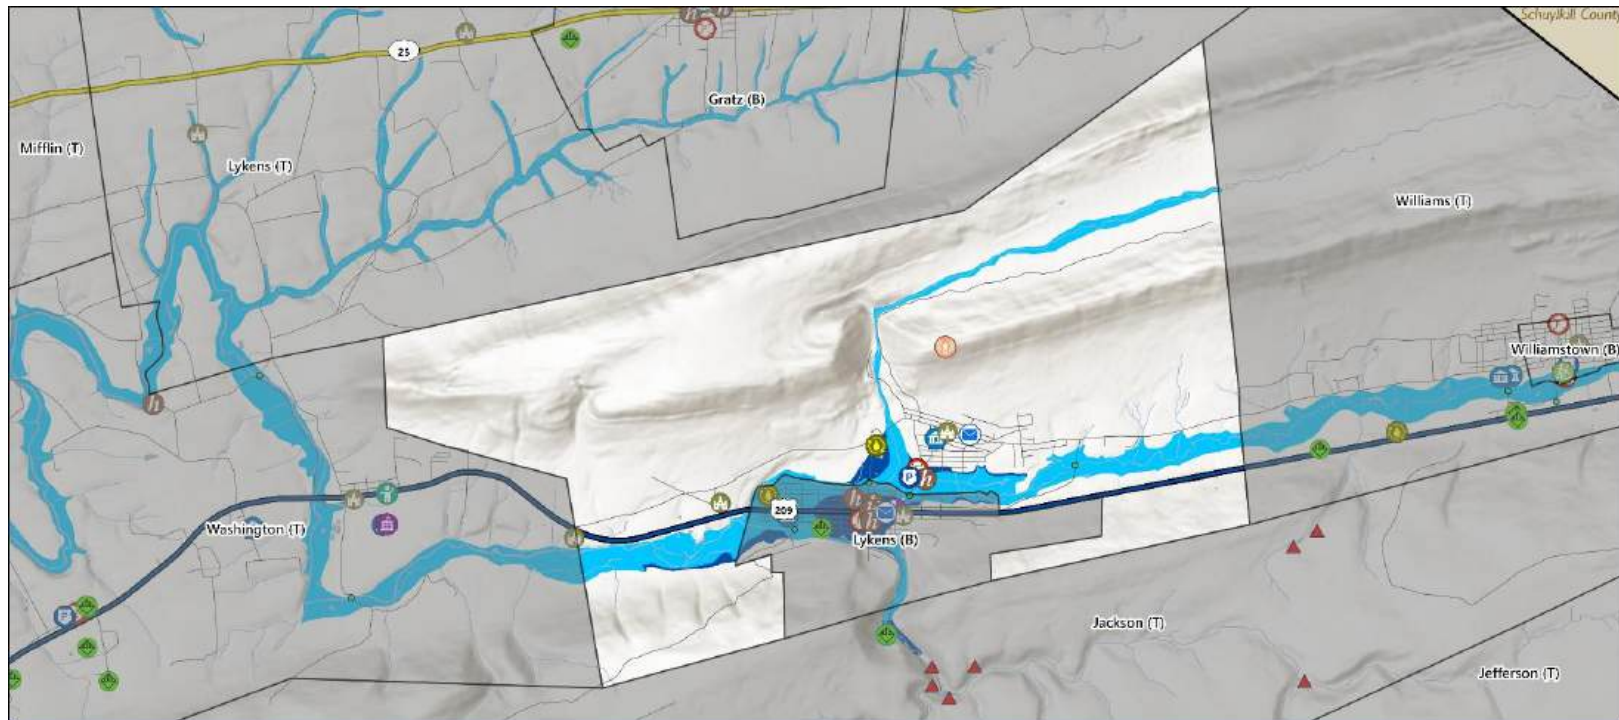 Schuylkill County
25
Gratz (B)
Mifflin (T)
Lykens (T)
Williams (T)
Williamstown (B)
P
h
209
Washington (T)
Lykens (B)
P
Jackson (T)
Jefferson (T)